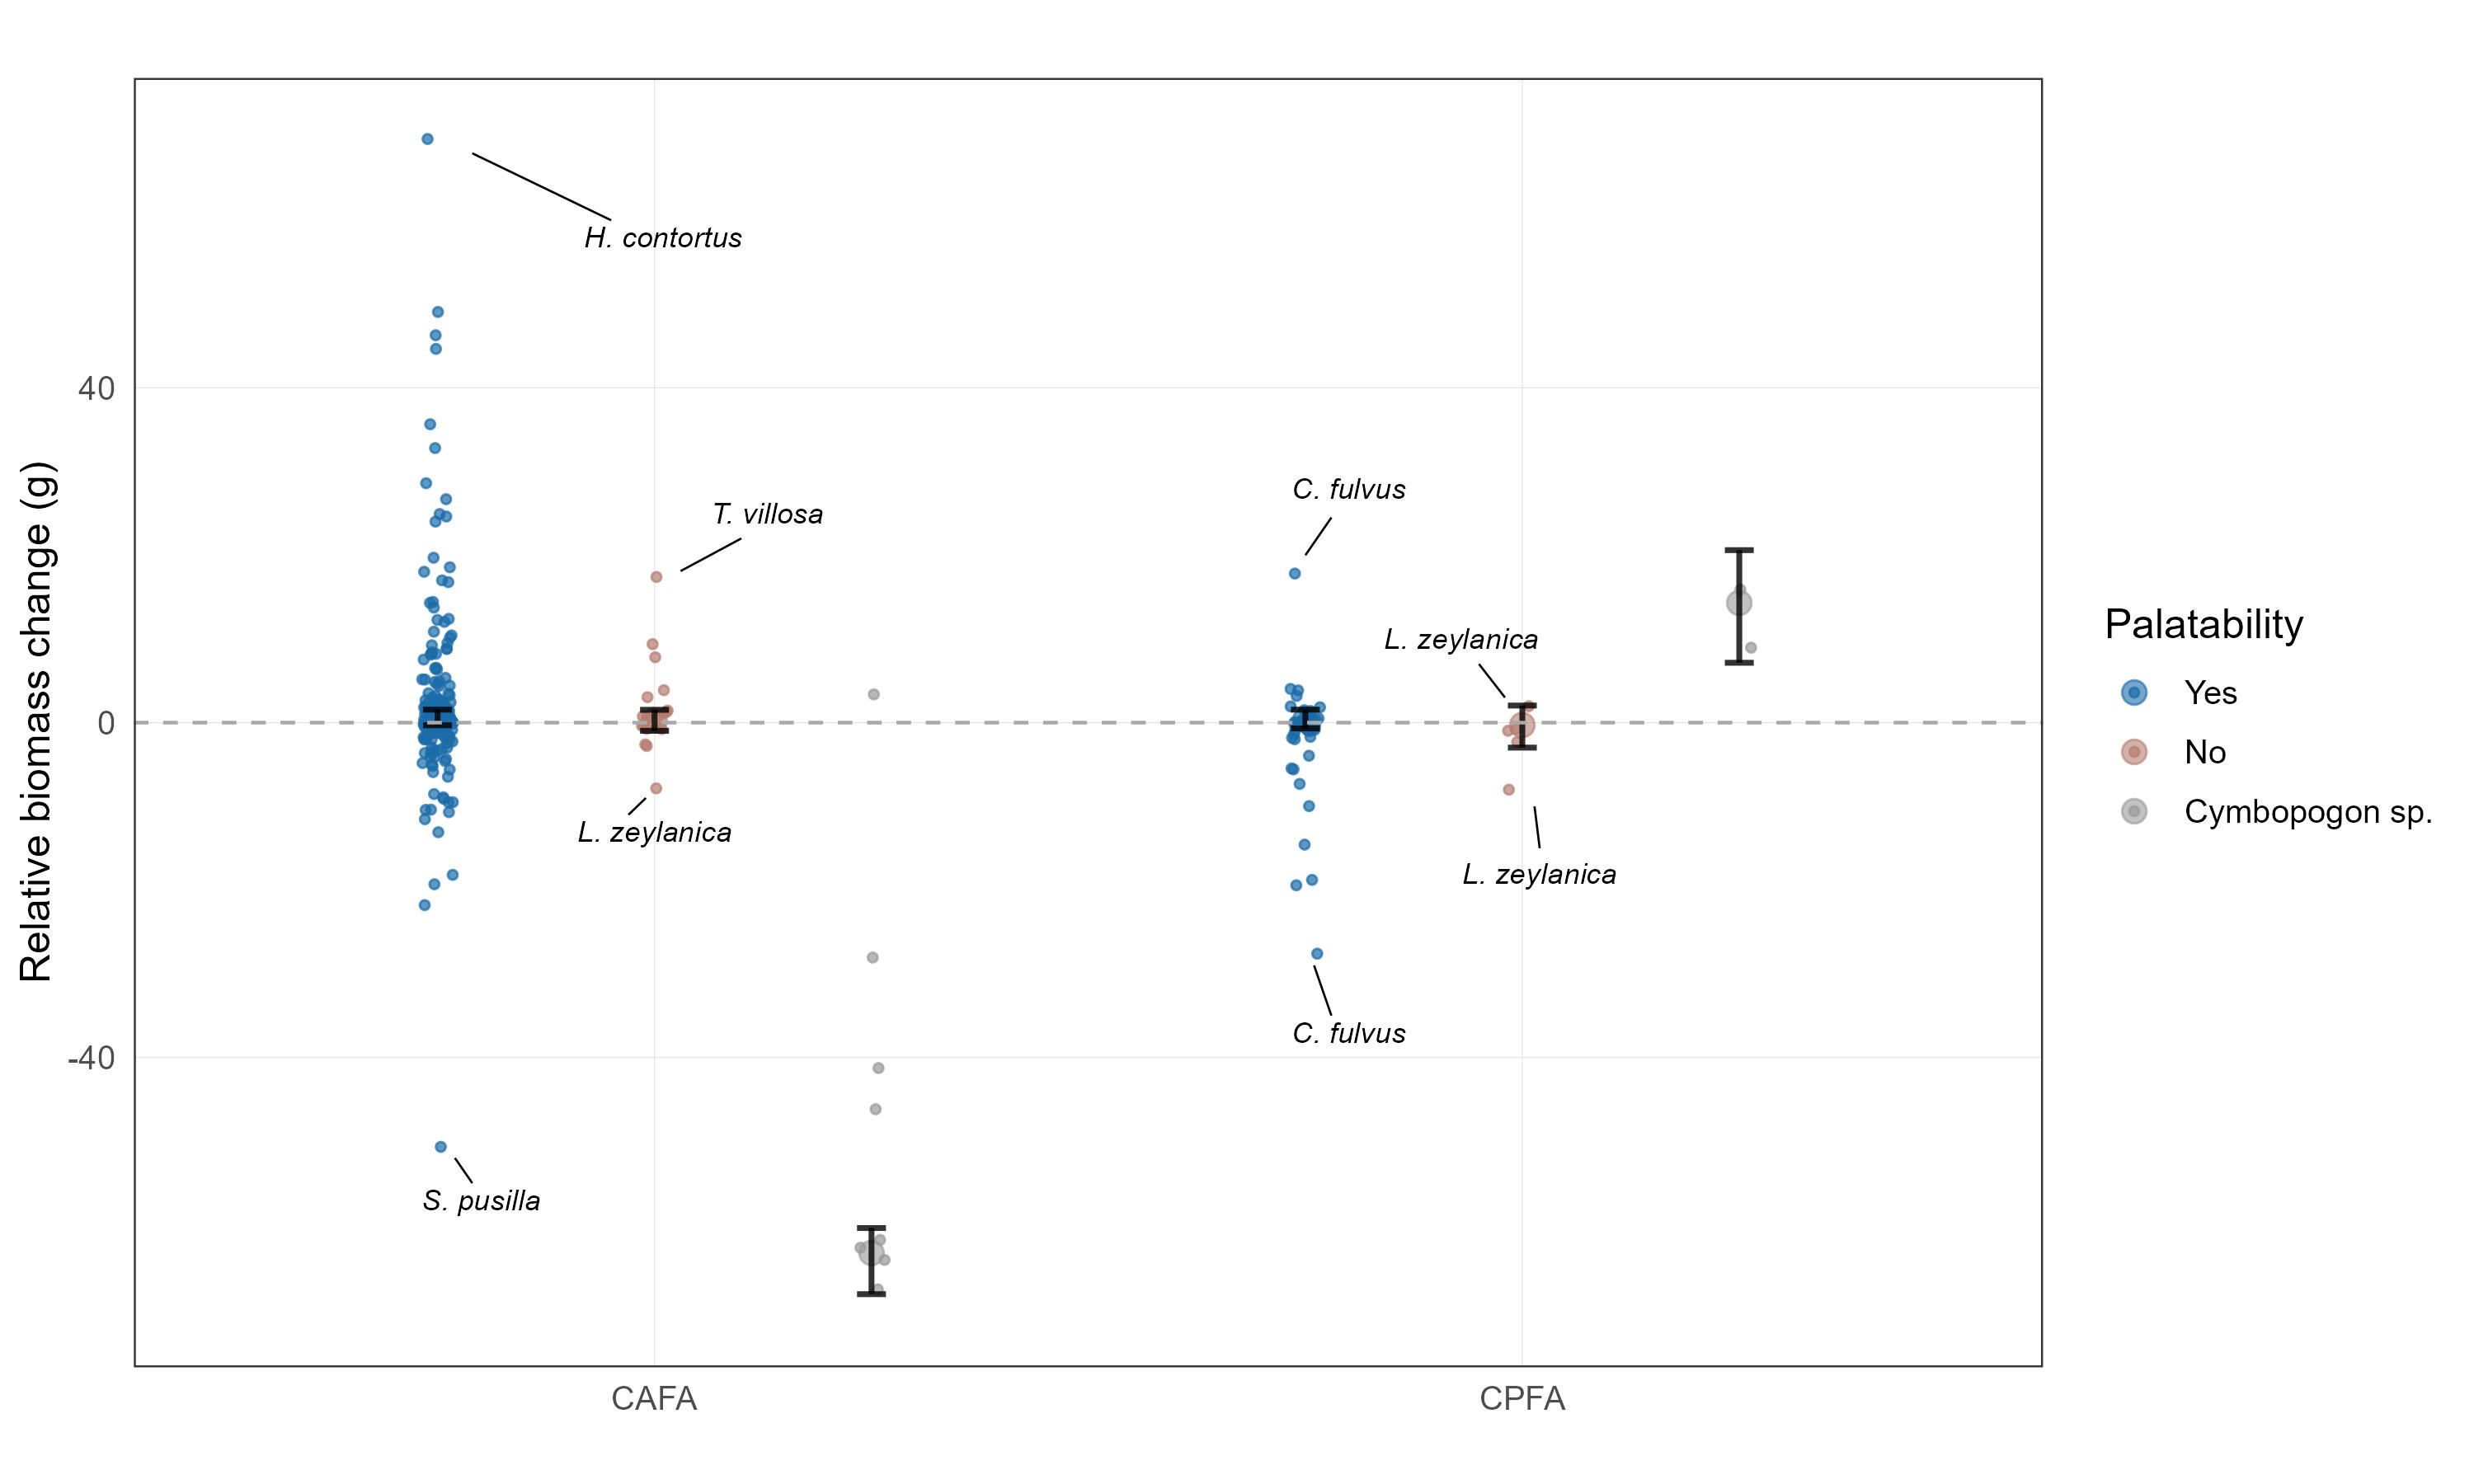 H. contortus
T. villosa
C. fulvus
L. zeylanica
L. zeylanica
L. zeylanica
C. fulvus
S. pusilla
40
0
-40
Relative biomass change (g)
CAFA
CPFA
Palatability
Yes
No
Cymbopogon sp.